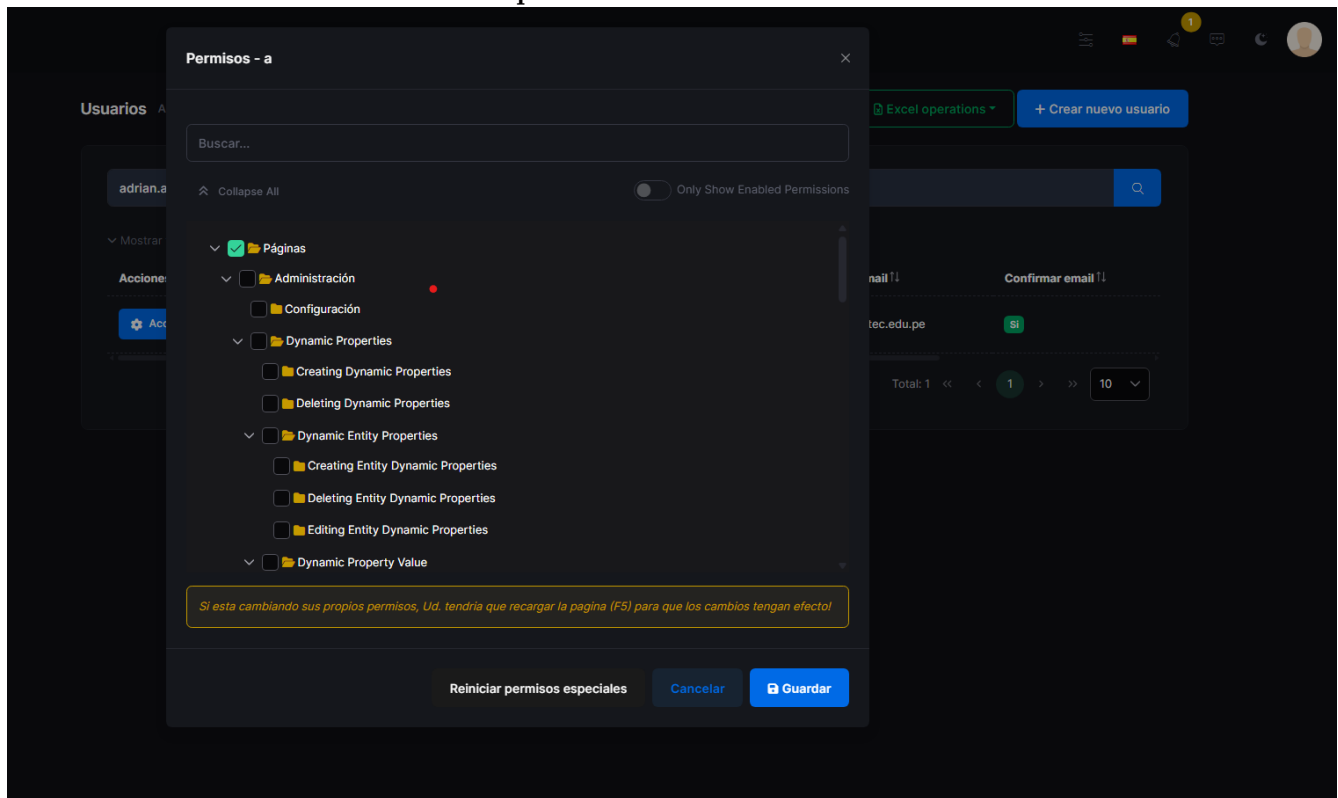 1
Permisos - a
Usuarios A
Excel operations
+ Crear nuevo usuario
Buscar...
adrian.a
Collapse All
Only Show Enabled Permissions
Mostrar
Páginas
Acciones
Administración
mail
Confirmar email
Configuración
Acc
tec.edu.pe
Si
Dynamic Properties
Creating Dynamic Properties
Total: 1 << < 1 > >> 10
Deleting Dynamic Properties
Dynamic Entity Properties
Creating Entity Dynamic Properties
Deleting Entity Dynamic Properties
Editing Entity Dynamic Properties
Dynamic Property Value
Si esta cambiando sus propios permisos, Ud. tendría que recargar la pagina (F5) para que los cambios tengan efecto!
Reiniciar permisos especiales
Cancelar
Guardar